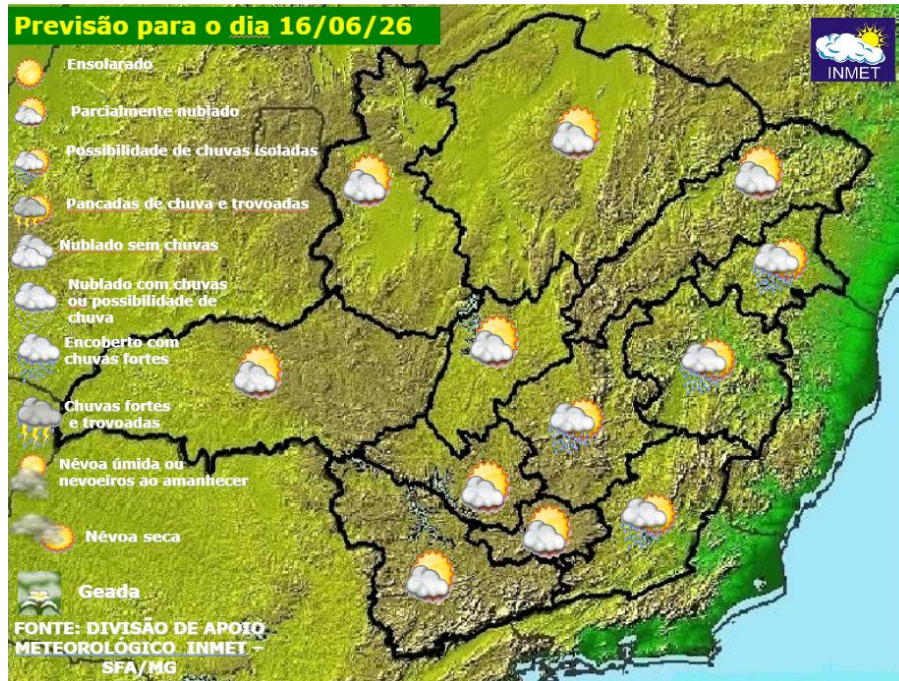 Previsão para o dia 16/06/26
INMET
Ensolarado
Parcialmente nublado
Possibilidade de chuvas isoladas
Pancadas de chuva e trovoadas
Nublado sem chuvas
Nublado com chuvas
ou possibilidade de
chuva
Encoberto com
chuvas fortes
Chuvas fortes
e trovoadas
Névoa úmida ou
nevoeiros ao amanhecer
Névoa seca
Geada
FONTE: DIVISÃO DE APOIO
METEOROLÓGICO INMET –
SFA/MG